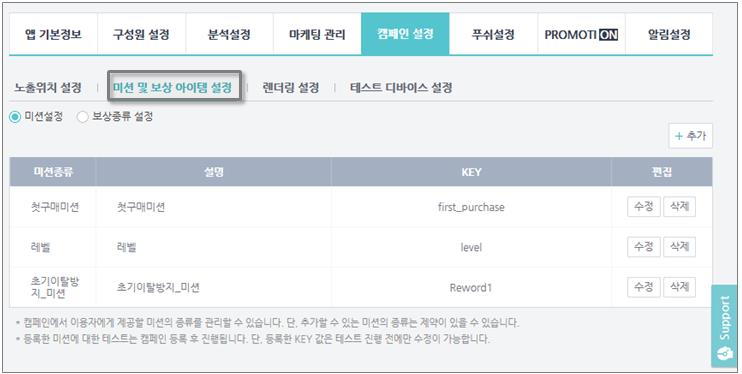 앱 기본정보 구성원 설정 분석설정 마케팅 관리 캠페인 설정 푸쉬설정 PROMOTION 알림설정
노출위치 설정 | 미션 및 보상 아이템 설정 | 렌더링 설정 | 테스트 디바이스 설정
미션설정 보상종류 설정
+ 추가
미션종류 설명 KEY 편집
첫구매미션 첫구매미션 first_purchase 수정 삭제
레벨 레벨 level 수정 삭제
초기이탈방
지_미션 초기이탈방지_미션 Reword1 수정 삭제
* 캠페인에서 이용자에게 제공할 미션의 종류를 관리할 수 있습니다. 단, 추가할 수 있는 미션의 종류는 제약이 있을 수 있습니다.
* 등록한 미션에 대한 테스트는 캠페인 등록 후 진행됩니다. 단, 등록한 KEY 값은 테스트 진행 전에만 수정이 가능합니다.
Support